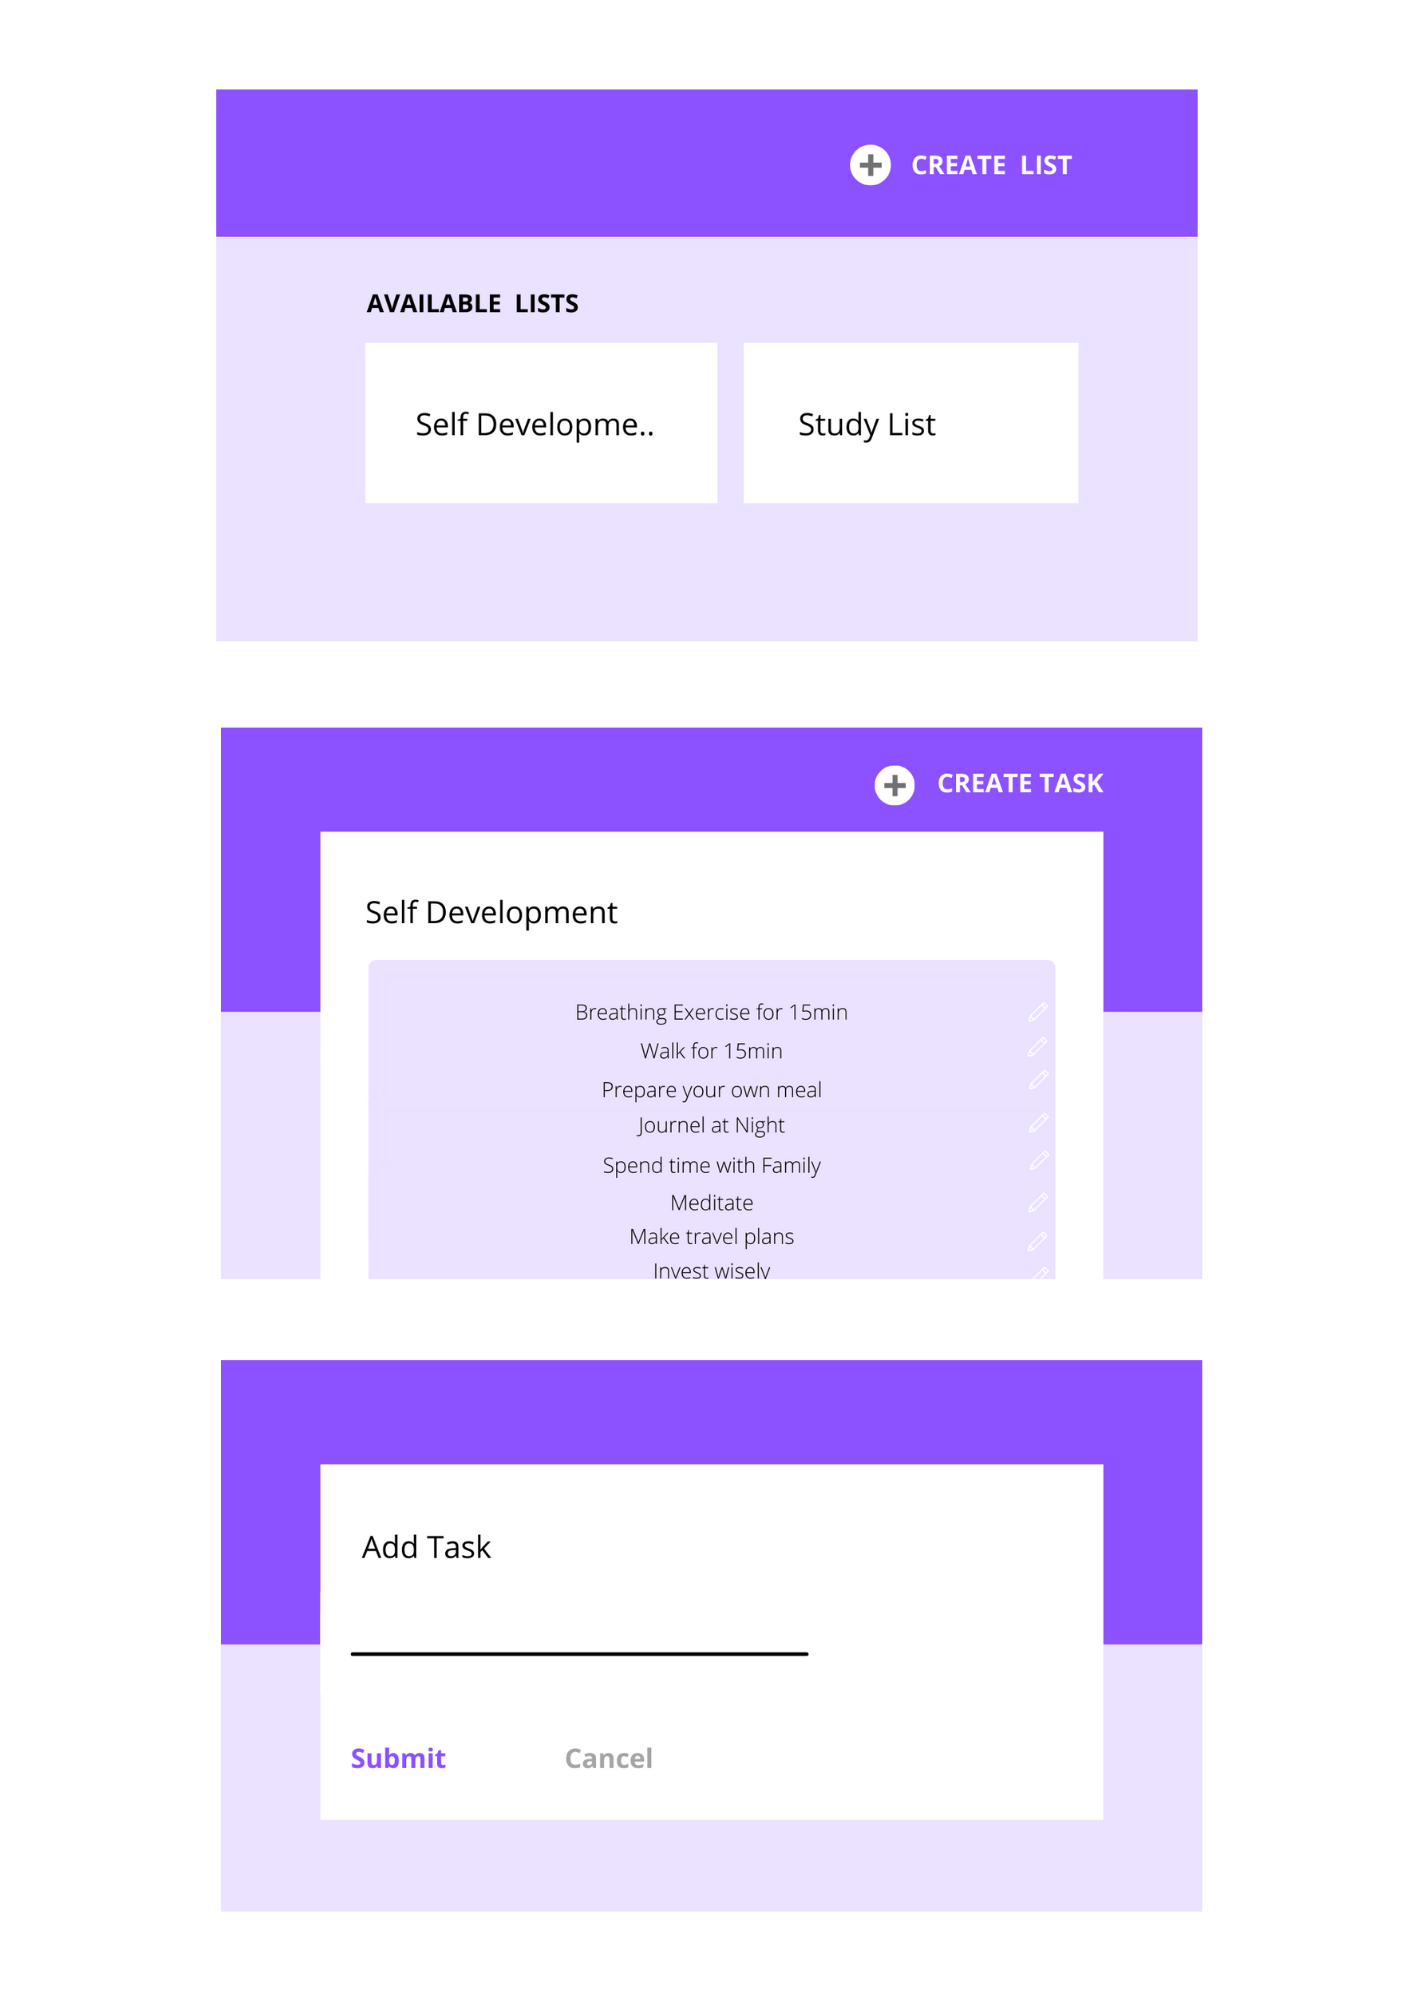 CREATE LIST
AVAILABLE LISTS
Self Developme..
Study List
CREATE TASK
Self Development
Breathing Exercise for 15min
Walk for 15min
Prepare your own meal
Journel at Night
Spend time with Family
Meditate
Make travel plans
Invest wisely
Add Task
Submit
Cancel